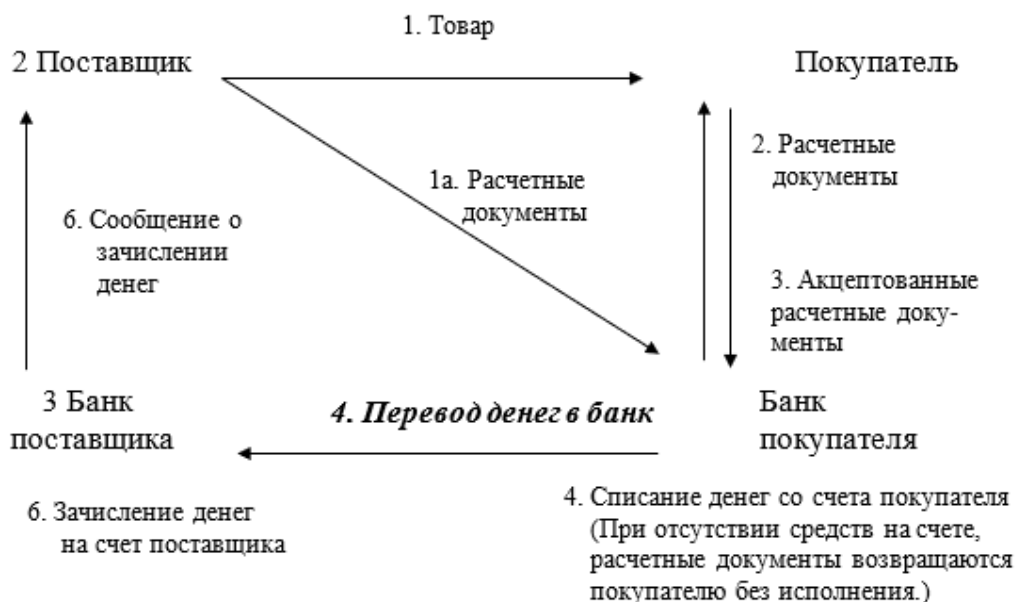 1. Товар
2 Поставщик
Покупатель
2. Расчетные
документы
1а. Расчетные
документы
6. Сообщение о
зачислении
денег
3. Акцептованные
расчетные доку-
менты
3 Банк
поставщика
4. Перевод денег в банк
Банк
покупателя
6. Зачисление денег
на счет поставщика
4. Списание денег со счета покупателя
(При отсутствии средств на счете,
расчетные документы возвращаются
покупателю без исполнения.)